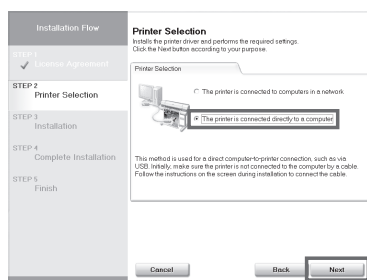 Installation Flow
STEP 1
License Agreement
STEP 2
Printer Selection
STEP 3
Installation
STEP 4
Complete Installation
STEP 5
Finish
Printer Selection
Installs the printer driver and performs the required settings.
Click the Next button according to your purpose.
Printer Selection
The printer is connected to computers in a network
The printer is connected directly to a computer
This method is used for a direct computer-to-printer connection, such as via
USB. Initially, make sure the printer is not connected to the computer by a cable.
Follow the instructions on the screen during installation to connect the cable.
Cancel
Back
Next